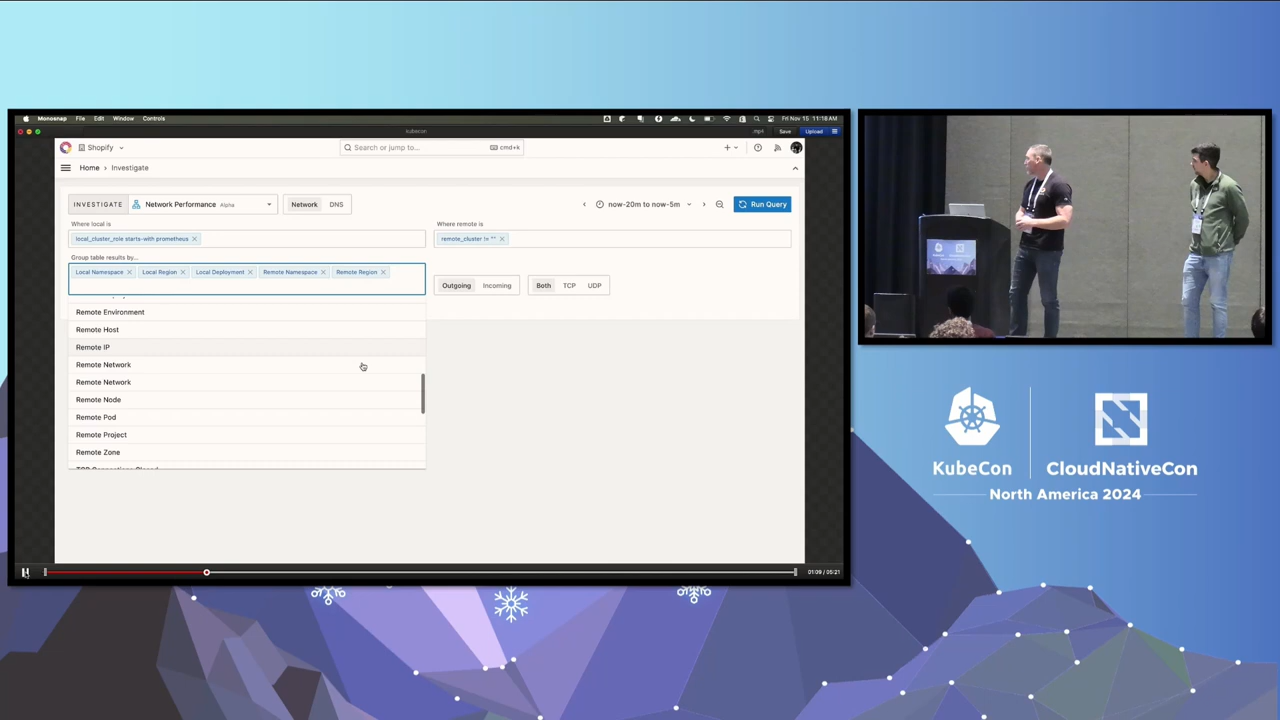 Monosnap File Edit Window Controls
Fri Nov 15 11:18 AM
kubecon
.mp4 Save Upload
Shopify
Search or jump to...
cmd+k
Home > Investigate
INVESTIGATE Network Performance Alpha
Network DNS
now-20m to now-5m
Run Query
Where local is
Where remote is
local_cluster_role starts-with prometheus
remote_cluster != ""
Group table results by...
Local Namespace Local Region Local Deployment Remote Namespace Remote Region
Outgoing Incoming
Both TCP UDP
Remote Environment
Remote Host
Remote IP
Remote Network
Remote Network
Remote Node
Remote Pod
Remote Project
Remote Zone
01:09 / 05:21
KubeCon
CloudNativeCon
North America 2024